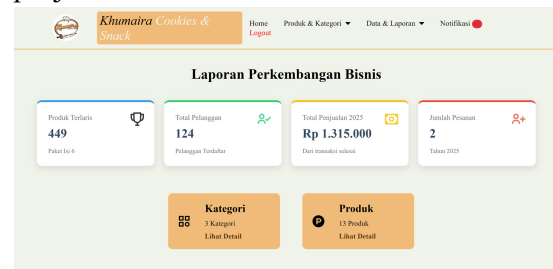 Khumaira Cookies & Snack
Home
Produk & Kategori
Data & Laporan
Notifikasi
Logout
Laporan Perkembangan Bisnis
Produk Terlaris
449
Paket Isi 6
Total Pelanggan
124
Pelanggan Terdaftar
Total Penjualan 2025
Rp 1.315.000
Dari transaksi selesai
Jumlah Pesanan
2
Tahun 2025
Kategori
3 Kategori
Lihat Detail
P
Produk
13 Produk
Lihat Detail